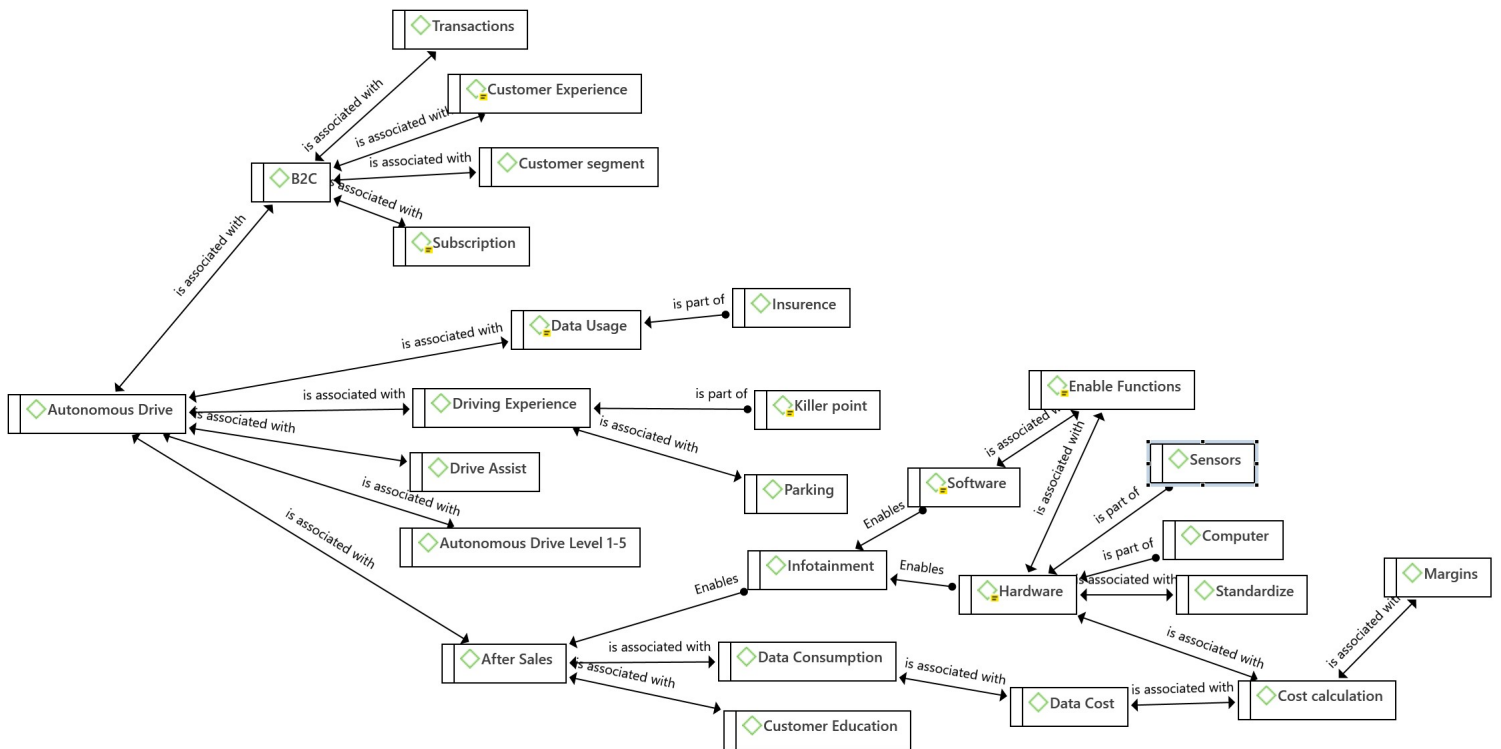 Transactions
is associated with
Customer Experience
is associated with
is associated with
Customer segment
B2C
is associated with
Subscription
is associated with
Data Usage
is part of
Insurence
is associated with
Autonomous Drive
is associated with
Driving Experience
is part of
Killer point
is associated with
is associated with
Drive Assist
Parking
is associated with
Autonomous Drive Level 1-5
is associated with
Enable Functions
is associated with
is associated with
Sensors
is part of
Software
Enables
Computer
is part of
Infotainment
Enables
Hardware
is associated with
Standardize
Margins
is associated with
Enables
After Sales
is associated with
Data Consumption
is associated with
Customer Education
is associated with
Data Cost
is associated with
Cost calculation
is associated with